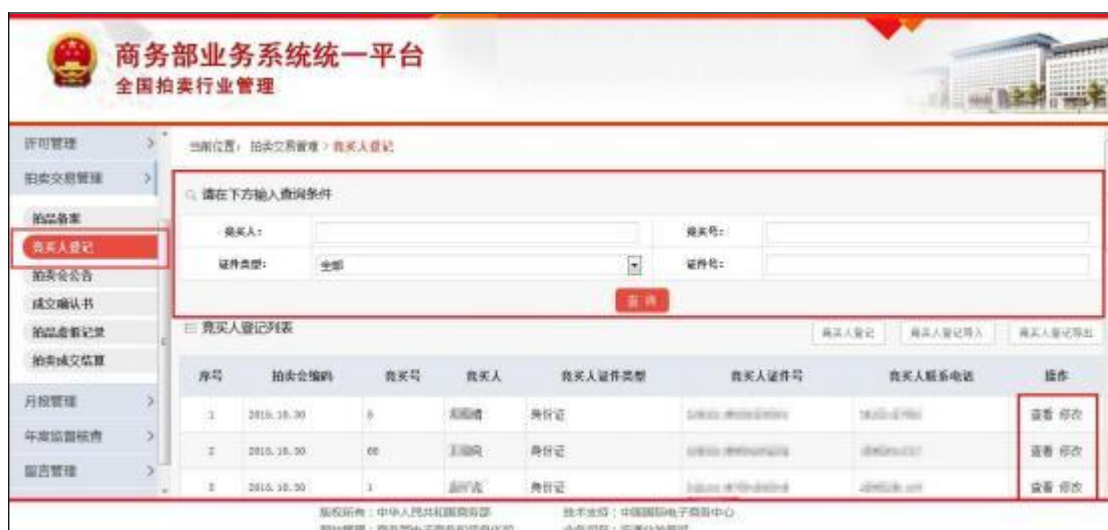 商务部业务系统统一平台
全国拍卖行业管理
许可管理
拍卖交易管理
拍品备案
竞买人登记
拍卖会公告
成交确认书
拍品虚假记录
拍卖成交结算
月报管理
年度监督核查
留言管理
当前位置: 拍卖交易管理 > 竞买人登记
请在下方输入查询条件
竞买人: 竞买号:
证件类型: 全部 证件号:
查 询
竞买人登记列表 竞买人登记 竞买人登记导入 竞买人登记导出
序号 拍卖会编码 竞买号 竞买人 竞买人证件类型 竞买人证件号 竞买人联系电话 操作
1 2015.10.30 身份证 查看 修改
2 2015.10.30 身份证 查看 修改
3 2015.10.30 1 身份证 查看 修改
版权所有:中华人民共和国商务部 技术支持:中国国际电子商务中心